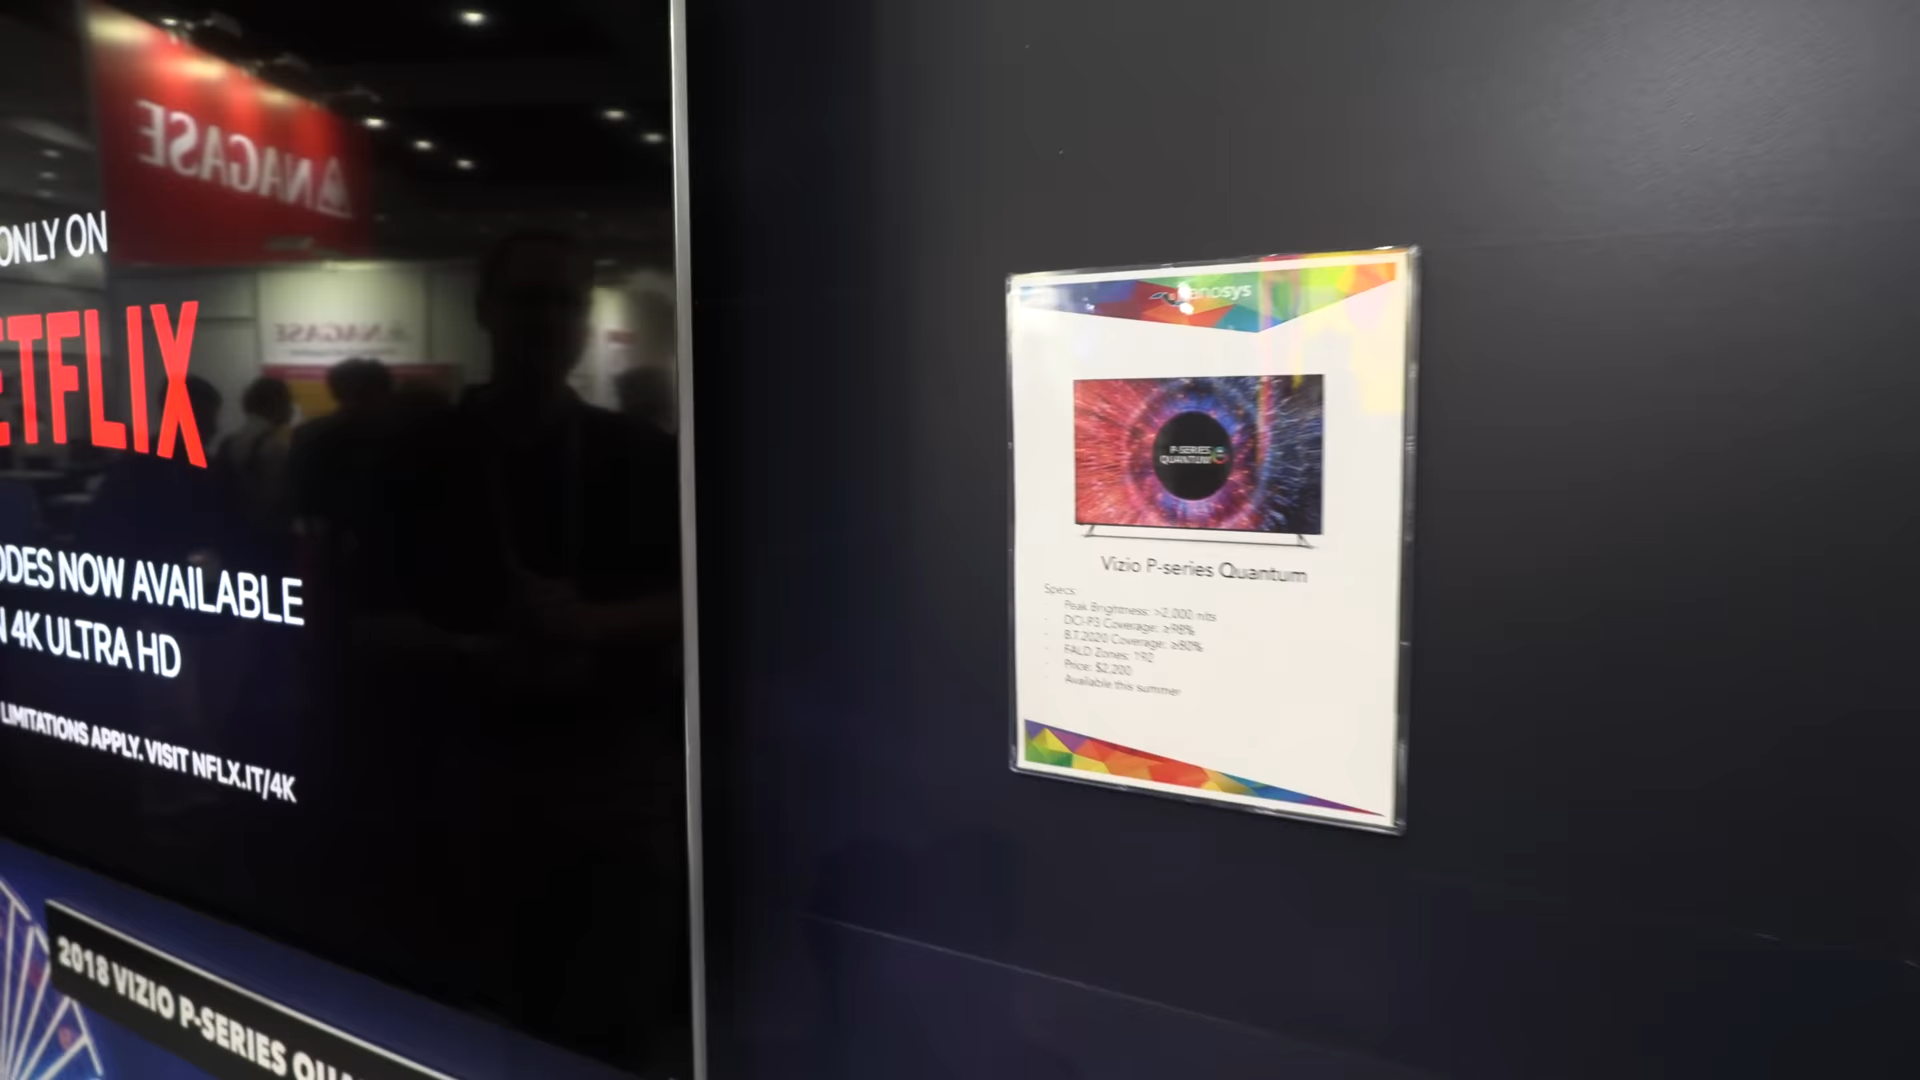 NAGASE
ONLY ON
ETFLIX
NAGASE
ODES NOW AVAILABLE
N 4K ULTRA HD
LIMITATIONS APPLY. VISIT NFLX.IT/4K
2018 VIZIO P-SERIES QUA
nanosys
P-SERIES
QUANTUM
Vizio P-series Quantum
Specs:
· Peak Brightness: >2,000 nits
· DCI-P3 Coverage: ≥98%
· B.T.2020 Coverage: ≥80%
· FALD Zones: 192
· Price: $2,200
· Available this summer